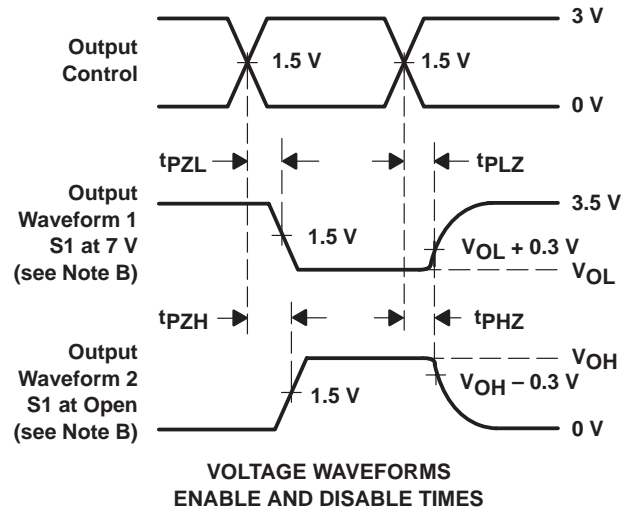 3 V
Output
Control
1.5 V 1.5 V
0 V
tPZL tPLZ
Output
Waveform 1
S1 at 7 V
(see Note B)
3.5 V
1.5 V
VOL + 0.3 V
VOL
tPZH tPHZ
Output
Waveform 2
S1 at Open
(see Note B)
VOH
1.5 V
VOH – 0.3 V
0 V
VOLTAGE WAVEFORMS
ENABLE AND DISABLE TIMES